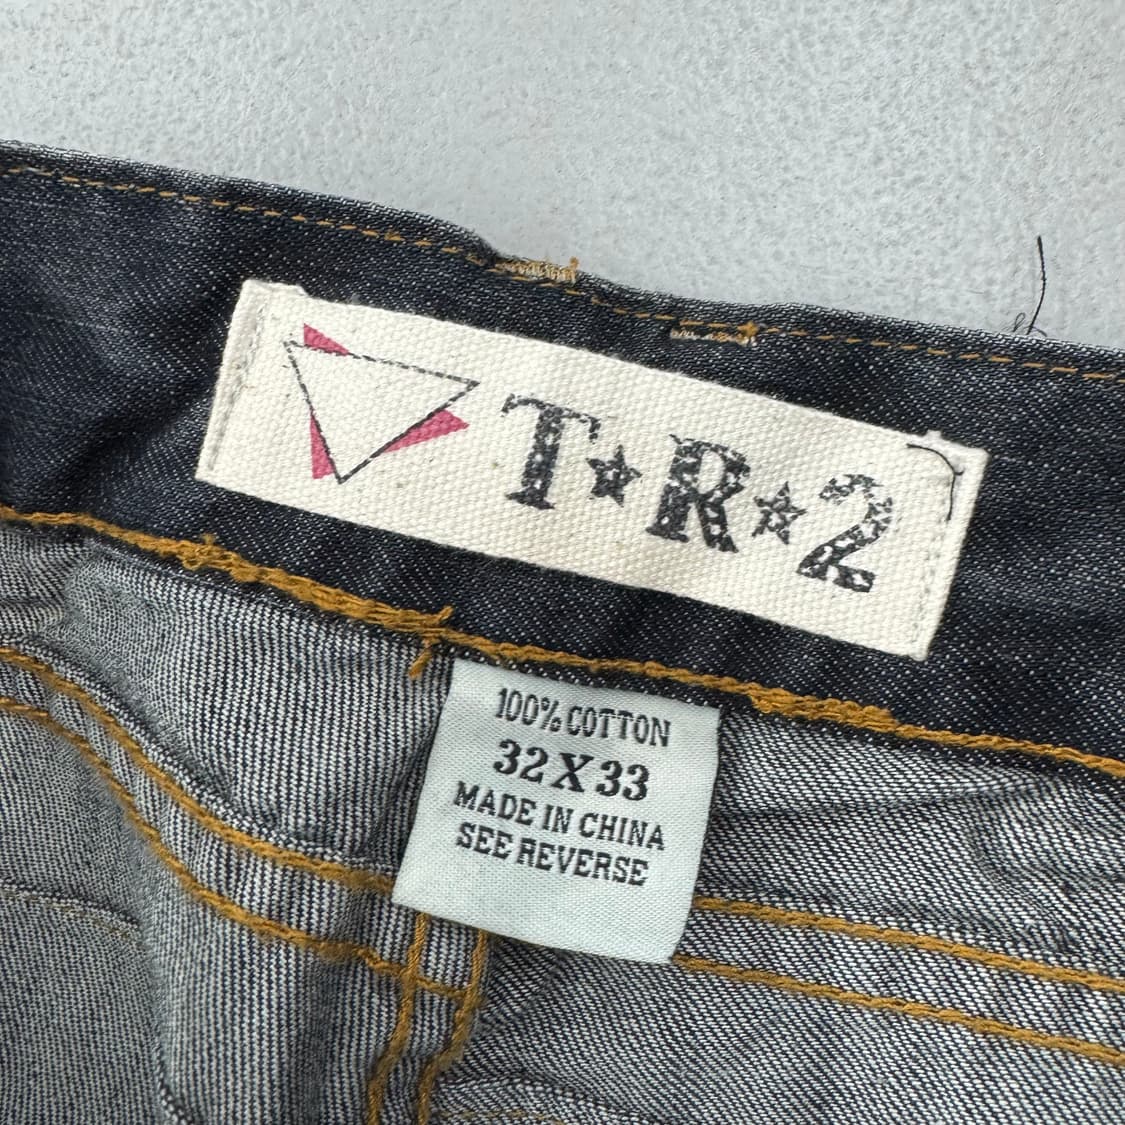 T★R★2
100% COTTON
32 X 33
MADE IN CHINA
SEE REVERSE